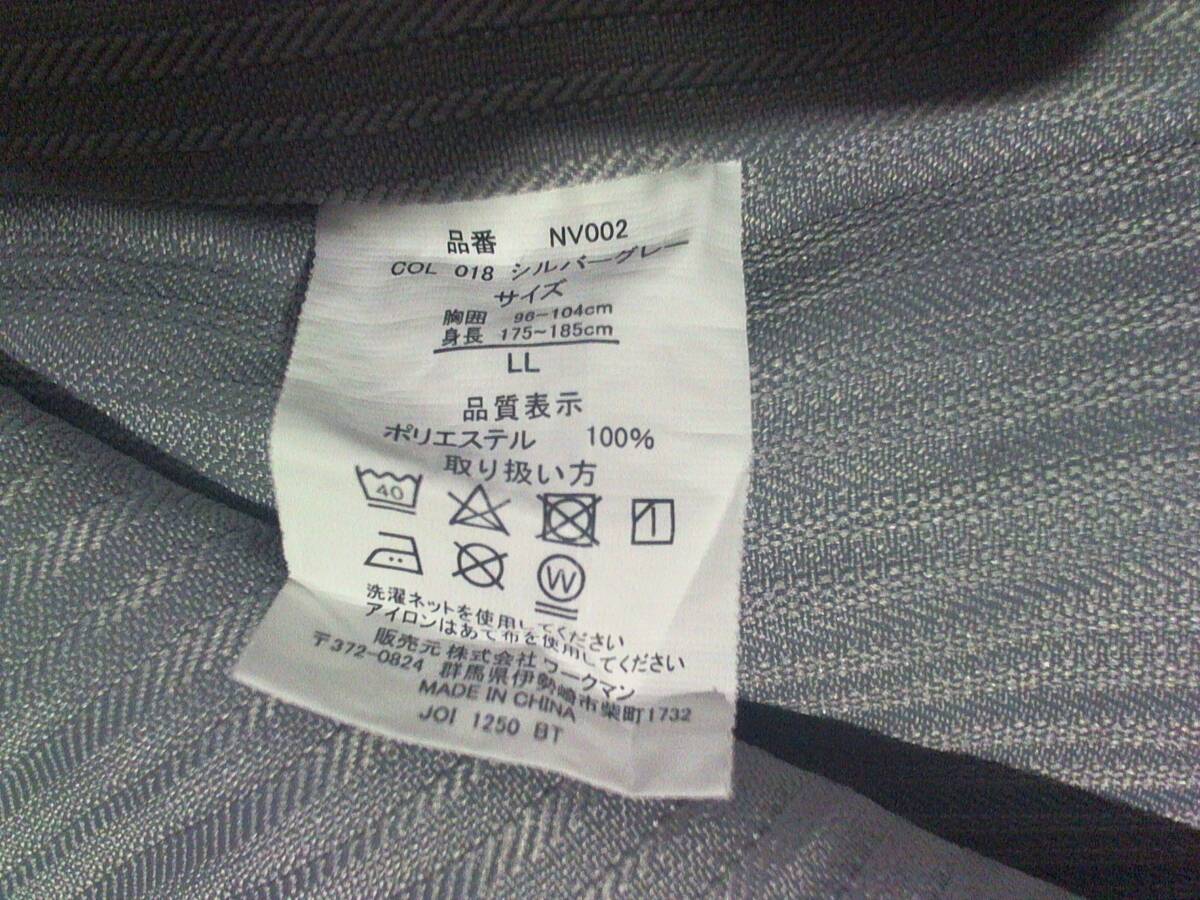 品番 NV002
COL 018 シルバーグレー
サイズ
胸囲 96-104cm
身長 175~185cm
LL
品質表示
ポリエステル 100%
取り扱い方
40
W
洗濯ネットを使用してください
アイロンはあて布を使用してください
販売元 株式会社 ワークマン
〒372-0824 群馬県伊勢崎市柴町1732
MADE IN CHINA
JOI 1250 BT